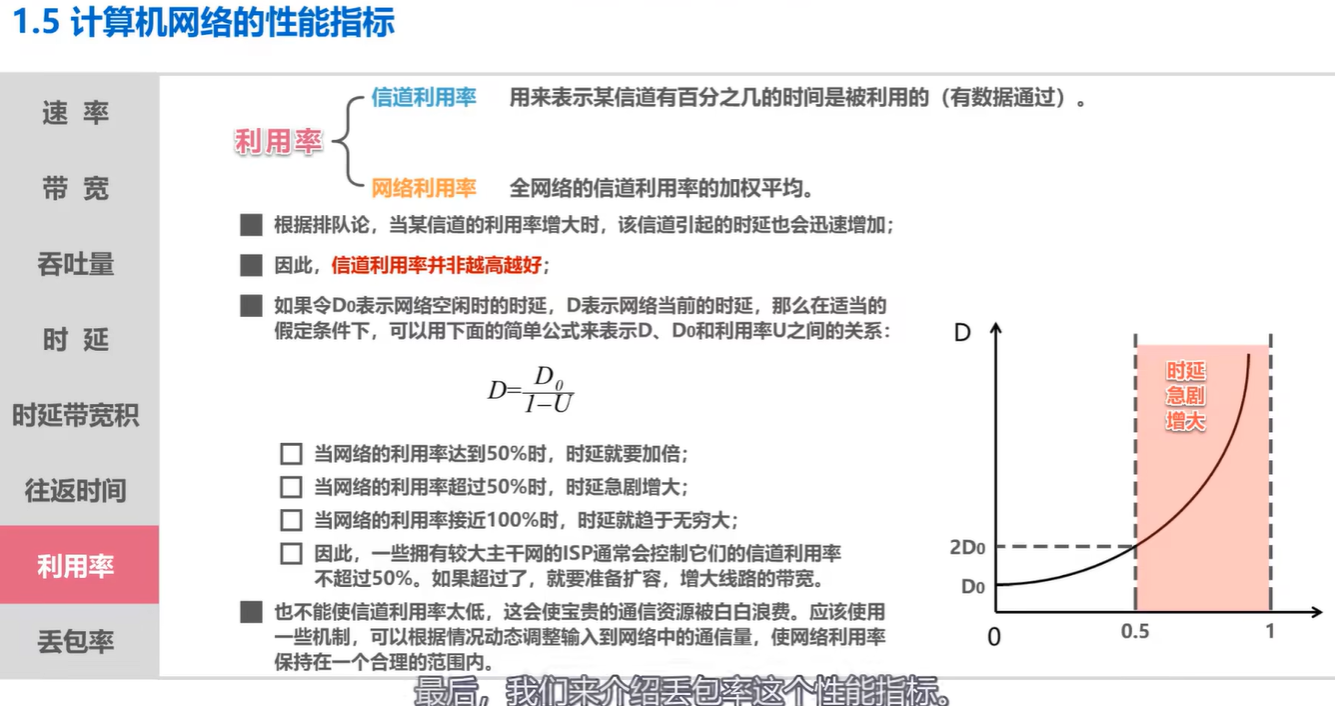 1.5 计算机网络的性能指标
速 率
带 宽
吞吐量
时 延
时延带宽积
往返时间
利用率
丢包率
利用率
信道利用率 用来表示某信道有百分之几的时间是被利用的（有数据通过）。
网络利用率 全网络的信道利用率的加权平均。
根据排队论，当某信道的利用率增大时，该信道引起的时延也会迅速增加；
因此，信道利用率并非越高越好；
如果令D₀表示网络空闲时的时延，D表示网络当前的时延，那么在适当的
假定条件下，可以用下面的简单公式来表示D、D₀和利用率U之间的关系：
D=D₀/1-U
当网络的利用率达到50%时，时延就要加倍；
当网络的利用率超过50%时，时延急剧增大；
当网络的利用率接近100%时，时延就趋于无穷大；
因此，一些拥有较大主干网的ISP通常会控制它们的信道利用率
不超过50%。如果超过了，就要准备扩容，增大线路的带宽。
也不能使信道利用率太低，这会使宝贵的通信资源被白白浪费。应该使用
一些机制，可以根据情况动态调整输入到网络中的通信量，使网络利用率
保持在一个合理的范围内。
D
时延
急剧
增大
2D₀
D₀
0 0.5 1
最后，我们来介绍丢包率这个性能指标。